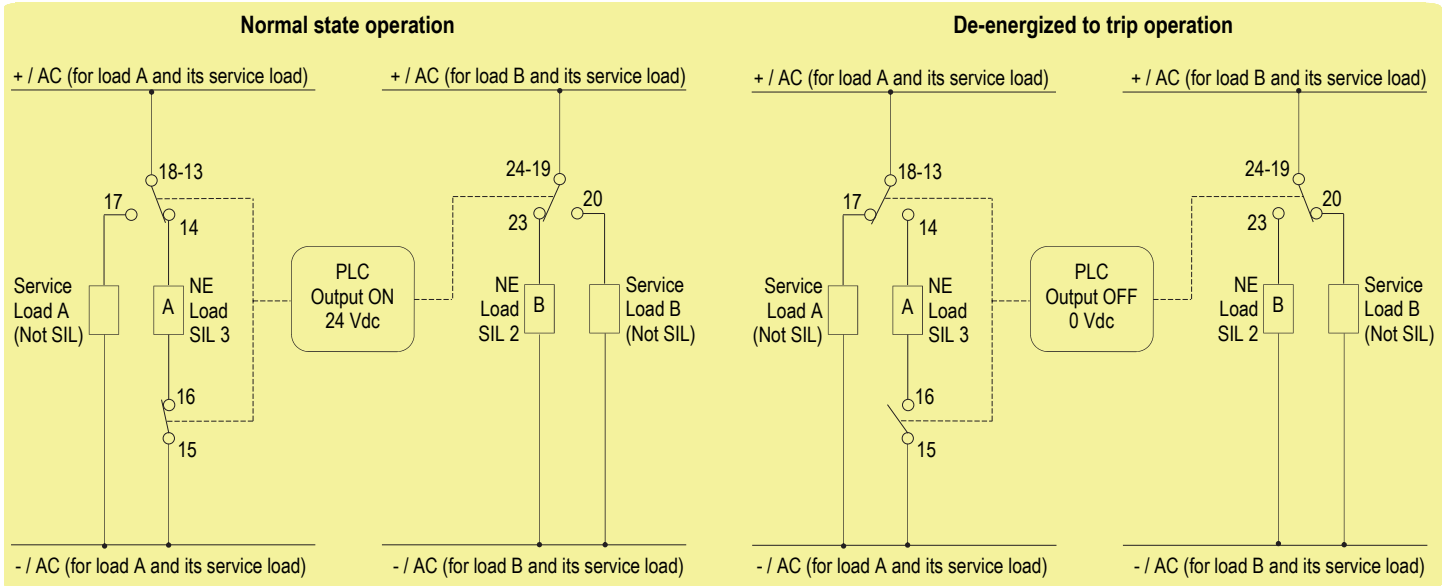 Normal state operation
+ / AC (for load A and its service load)
+ / AC (for load B and its service load)
18-13
17
14
Service
Load A
(Not SIL)
A
NE
Load
SIL 3
16
15
PLC
Output ON
24 Vdc
24-19
23
20
NE
Load
SIL 2
B
Service
Load B
(Not SIL)
- / AC (for load A and its service load)
- / AC (for load B and its service load)
De-energized to trip operation
+ / AC (for load A and its service load)
+ / AC (for load B and its service load)
18-13
17
14
Service
Load A
(Not SIL)
A
NE
Load
SIL 3
16
15
PLC
Output OFF
0 Vdc
24-19
23
20
NE
Load
SIL 2
B
Service
Load B
(Not SIL)
- / AC (for load A and its service load)
- / AC (for load B and its service load)